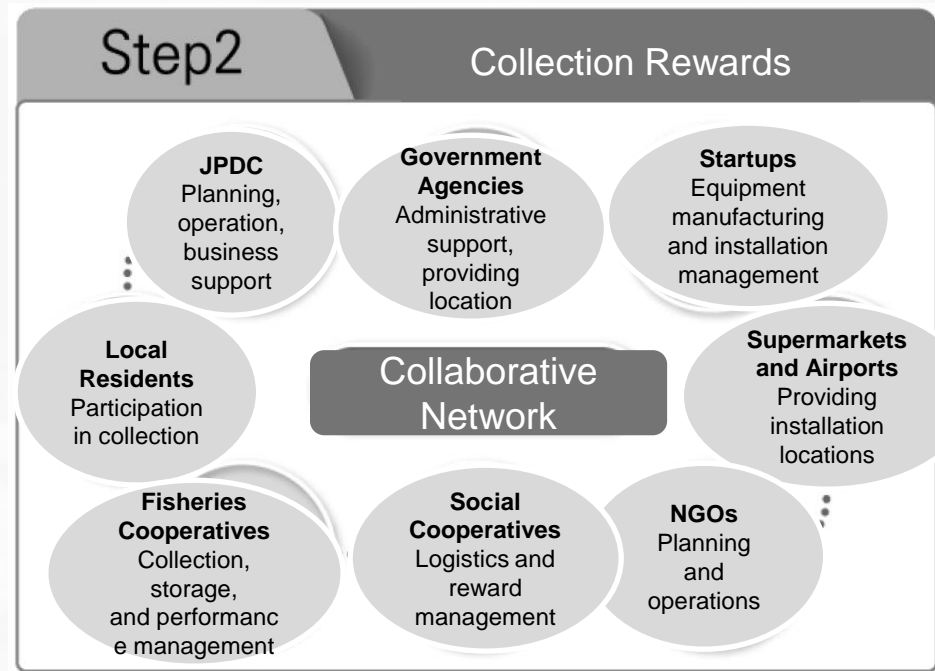 Step2
Collection Rewards
JPDC
Planning,
operation,
business
support
Government
Agencies
Administrative
support,
providing
location
Startups
Equipment
manufacturing
and installation
management
Local
Residents
Participation
in collection
Collaborative
Network
Supermarkets
and Airports
Providing
installation
locations
Fisheries
Cooperatives
Collection,
storage,
and performanc
e management
Social
Cooperatives
Logistics and
reward
management
NGOs
Planning
and
operations